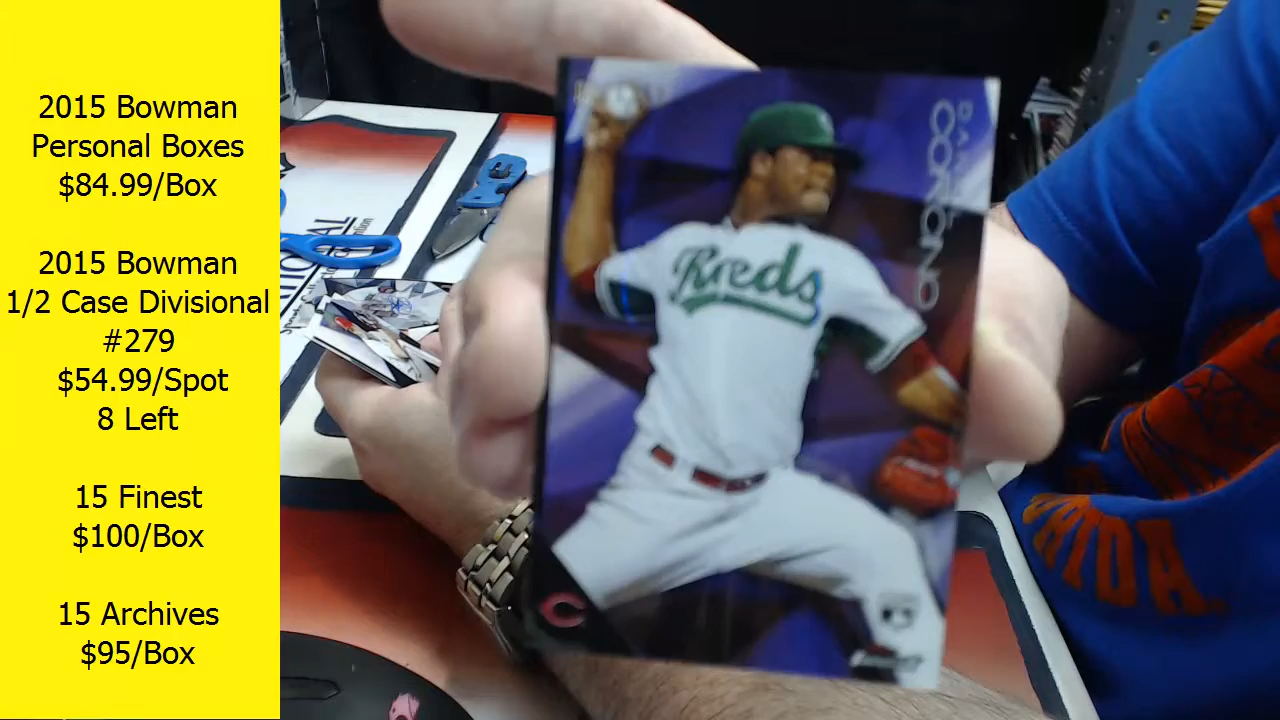 2015 Bowman
Personal Boxes
$84.99/Box
2015 Bowman
1/2 Case Divisional
#279
$54.99/Spot
8 Left
15 Finest
$100/Box
15 Archives
$95/Box
Reds